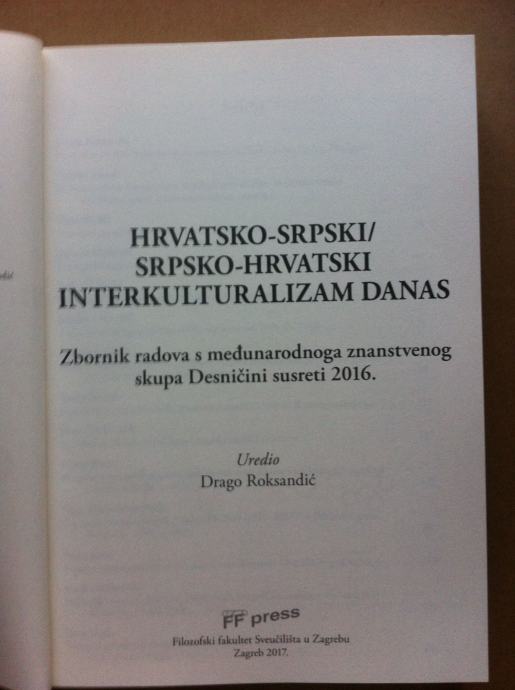 HRVATSKO-SRPSKI/
SRPSKO-HRVATSKI
INTERKULTURALIZAM DANAS
Zbornik radova s međunarodnoga znanstvenog
skupa Desničini susreti 2016.
Uredio
Drago Roksandić
FF press
Filozofski fakultet Sveučilišta u Zagrebu
Zagreb 2017.